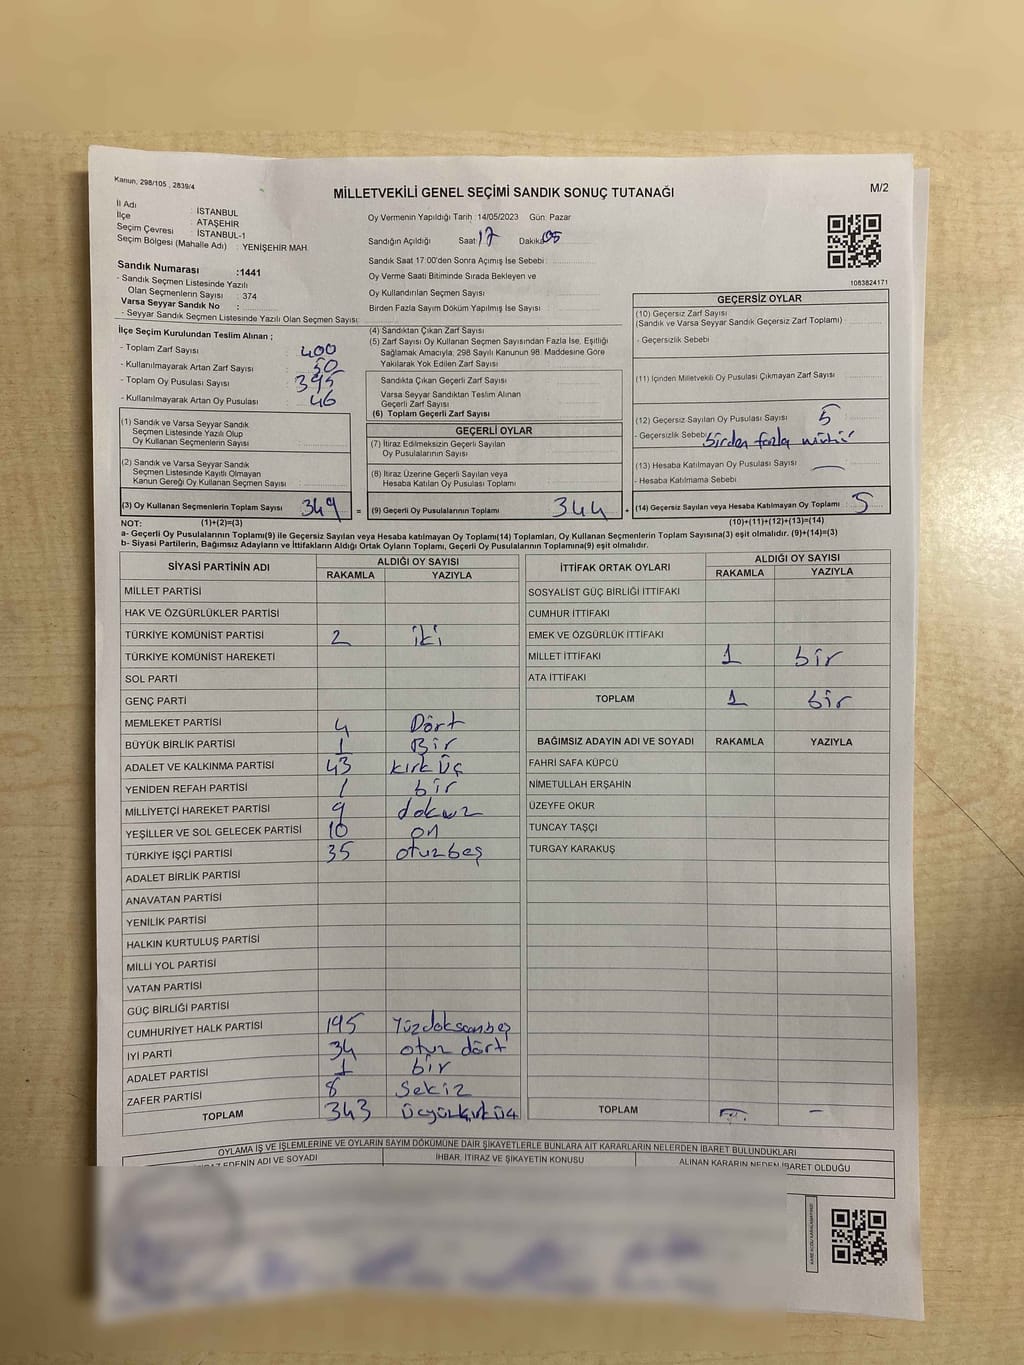 Kanun, 298/105 , 2839/4
MİLLETVEKİLİ GENEL SEÇİMİ SANDIK SONUÇ TUTANAĞI
M/2
İl Adı : İSTANBUL
İlçe : ATAŞEHİR
Seçim Çevresi : İSTANBUL-1
Seçim Bölgesi (Mahalle Adı) : YENİŞEHİR MAH.
Sandık Numarası :1441
- Sandık Seçmen Listesinde Yazılı
Olan Seçmenlerin Sayısı : 374
Varsa Seyyar Sandık No :
- Seyyar Sandık Seçmen Listesinde Yazılı Olan Seçmen Sayısı:
Oy Vermenin Yapıldığı Tarih :14/05/2023 Gün: Pazar
Sandığın Açıldığı Saat: 17 Dakika: 05
Sandık Saat 17:00'den Sonra Açımış İse Sebebi :
Oy Verme Saati Bitiminde Sırada Bekleyen ve
Oy Kullandırılan Seçmen Sayısı
Birden Fazla Sayım Döküm Yapılmış İse Sayısı
1083824171
İlçe Seçim Kurulundan Teslim Alınan ;
- Toplam Zarf Sayısı : 400
- Kullanılmayarak Artan Zarf Sayısı : 50
- Toplam Oy Pusulası Sayısı : 395
- Kullanılmayarak Artan Oy Pusulası : 46
(1) Sandık ve Varsa Seyyar Sandık
Seçmen Listesinde Yazılı Olup
Oy Kullanan Seçmenlerin Sayısı
(2) Sandık ve Varsa Seyyar Sandık
Seçmen Listesinde Kayıtlı Olmayan
Kanun Gereği Oy Kullanan Seçmen Sayısı :
(3) Oy Kullanan Seçmenlerin Toplam Sayısı 349 =
(4) Sandıktan Çıkan Zarf Sayısı
(5) Zarf Sayısı Oy Kullanan Seçmen Sayısından Fazla İse, Eşitliği
Sağlamak Amacıyla; 298 Sayılı Kanunun 98. Maddesine Göre
Yakılarak Yok Edilen Zarf Sayısı
Sandıkta Çıkan Geçerli Zarf Sayısı
Varsa Seyyar Sandıktan Teslim Alınan
Geçerli Zarf Sayısı
(6) Toplam Geçerli Zarf Sayısı
GEÇERLİ OYLAR
(7) İtiraz Edilmeksizin Geçerli Sayılan
Oy Pusulalarının Sayısı
(8) İtiraz Üzerine Geçerli Sayılan veya
Hesaba Katılan Oy Pusulası Toplamı
(9) Geçerli Oy Pusulalarının Toplamı 344 +
GEÇERSİZ OYLAR
(10) Geçersiz Zarf Sayısı
(Sandık ve Varsa Seyyar Sandık Geçersiz Zarf Toplamı)
- Geçersizlik Sebebi
(11) İçinden Milletvekili Oy Pusulası Çıkmayan Zarf Sayısı
(12) Geçersiz Sayılan Oy Pusulası Sayısı 5
- Geçersizlik Sebebi birden fazla mühür
(13) Hesaba Katılmayan Oy Pusulası Sayısı —
- Hesaba Katılmama Sebebi
(14) Geçersiz Sayılan veya Hesaba Katılmayan Oy Toplamı 5
NOT: (1)+(2)=(3) (10)+(11)+(12)+(13)=(14)
a- Geçerli Oy Pusulalarının Toplamı(9) ile Geçersiz Sayılan veya Hesaba katılmayan Oy Toplamı(14) Toplamları, Oy Kullanan Seçmenlerin Toplam Sayısına(3) eşit olmalıdır. (9)+(14)=(3)
b- Siyasi Partilerin, Bağımsız Adayların ve İttifakların Aldığı Ortak Oyların Toplamı, Geçerli Oy Pusulalarının Toplamına(9) eşit olmalıdır.
SİYASİ PARTİNİN ADI ALDIĞI OY SAYISI
RAKAMLA YAZIYLA
MİLLET PARTİSİ
HAK VE ÖZGÜRLÜKLER PARTİSİ
TÜRKİYE KOMÜNİST PARTİSİ 2 iki
TÜRKİYE KOMÜNİST HAREKETİ
SOL PARTİ
GENÇ PARTİ
MEMLEKET PARTİSİ 4 Dört
BÜYÜK BİRLİK PARTİSİ 1 Bir
ADALET VE KALKINMA PARTİSİ 43 kırk üç
YENİDEN REFAH PARTİSİ 1 bir
MİLLİYETÇİ HAREKET PARTİSİ 9 dokuz
YEŞİLLER VE SOL GELECEK PARTİSİ 10 on
TÜRKİYE İŞÇİ PARTİSİ 35 otuzbeş
ADALET BİRLİK PARTİSİ
ANAVATAN PARTİSİ
YENİLİK PARTİSİ
HALKIN KURTULUŞ PARTİSİ
MİLLİ YOL PARTİSİ
VATAN PARTİSİ
GÜÇ BİRLİĞİ PARTİSİ
CUMHURİYET HALK PARTİSİ 195 Yüzdoksanbeş
İYİ PARTİ 34 otuz dört
ADALET PARTİSİ 1 bir
ZAFER PARTİSİ 8 Sekiz
TOPLAM 343
İTTİFAK ORTAK OYLARI ALDIĞI OY SAYISI
RAKAMLA YAZIYLA
SOSYALİST GÜÇ BİRLİĞİ İTTİFAKI
CUMHUR İTTİFAKI
EMEK VE ÖZGÜRLÜK İTTİFAKI
MİLLET İTTİFAKI 1 bir
ATA İTTİFAKI
TOPLAM 1 bir
BAĞIMSIZ ADAYIN ADI VE SOYADI RAKAMLA YAZIYLA
FAHRİ SAFA KÜPCÜ
NİMETULLAH ERŞAHİN
ÜZEYFE OKUR
TUNCAY TAŞÇI
TURGAY KARAKUŞ
TOPLAM –
OYLAMA İŞ VE İŞLEMLERİNE VE OYLARIN SAYIM DÖKÜMÜNE DAİR ŞİKAYETLERLE BUNLARA AİT KARARLARIN NELERDEN İBARET BULUNDUKLARI
EDENİN ADI VE SOYADI İHBAR, İTİRAZ VE ŞİKAYETİN KONUSU ALINAN KARARIN NEDEN İBARET OLDUĞU